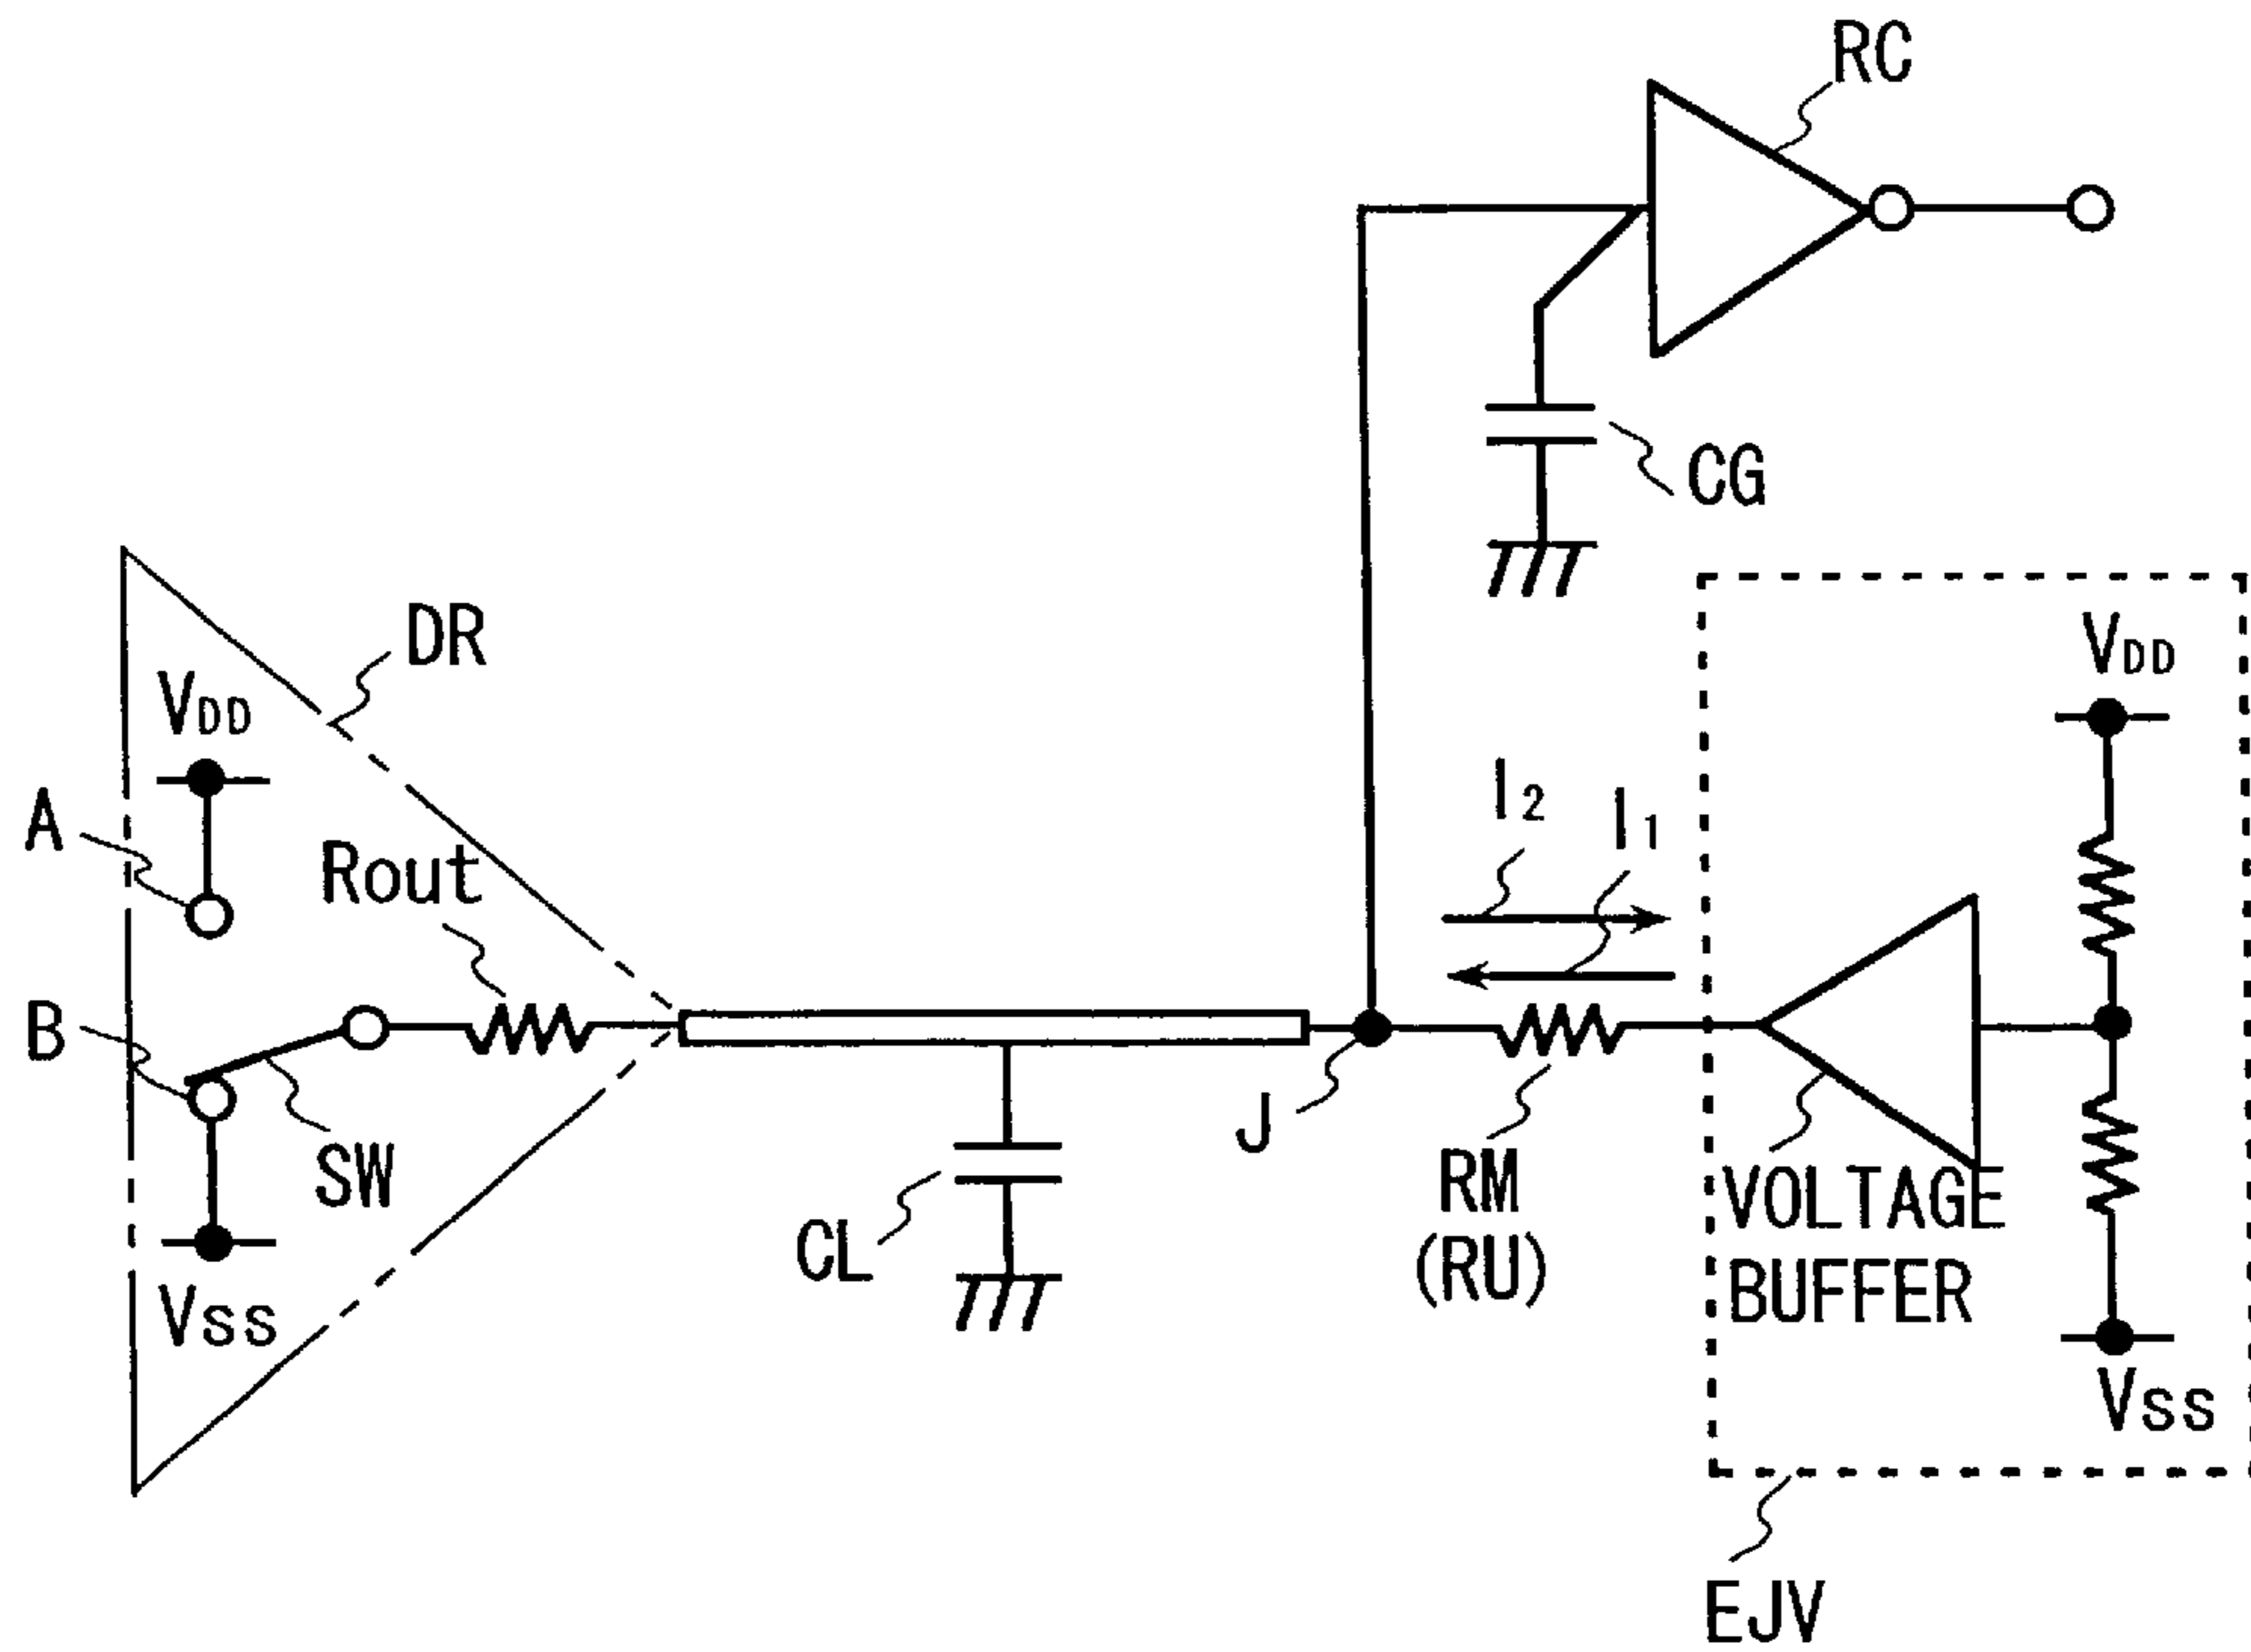 RC
CG
DR
VDD
VDD
A
Rout
I2
I1
B
SW
J
CL
RM
(RU)
VOLTAGE
BUFFER
VSS
VSS
EJV